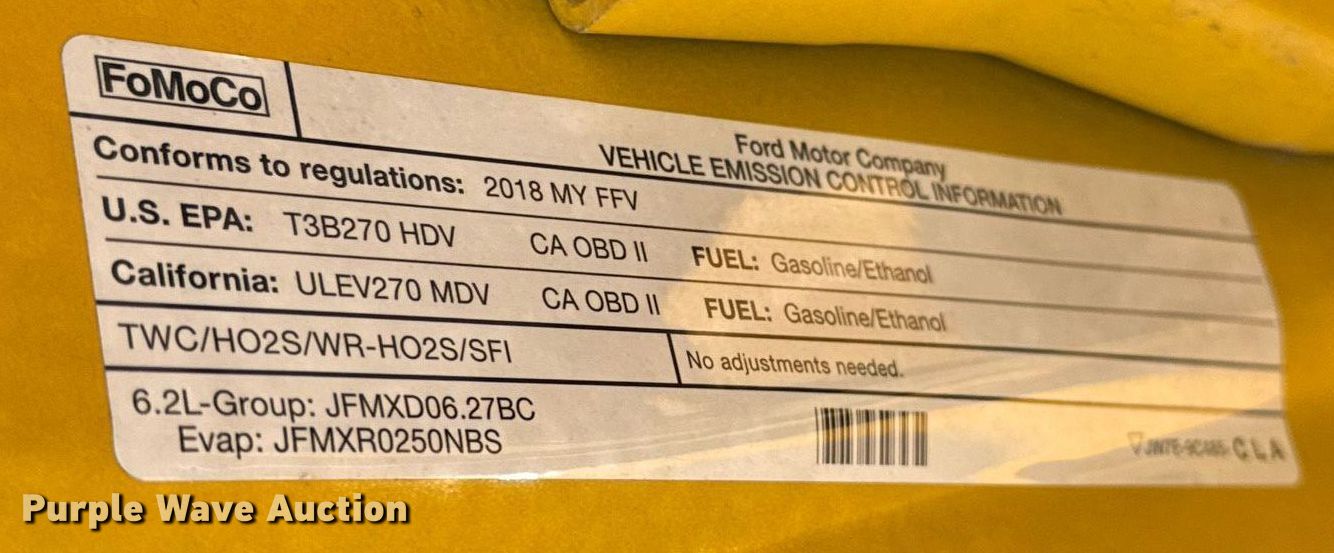 FoMoCo
Ford Motor Company
VEHICLE EMISSION CONTROL INFORMATION
Conforms to regulations: 2018 MY FFV
U.S. EPA: T3B270 HDV CA OBD II FUEL: Gasoline/Ethanol
California: ULEV270 MDV CA OBD II FUEL: Gasoline/Ethanol
TWC/HO2S/WR-HO2S/SFI No adjustments needed.
6.2L-Group: JFMXD06.27BC
Evap: JFMXR0250NBS
CLA
Purple Wave Auction